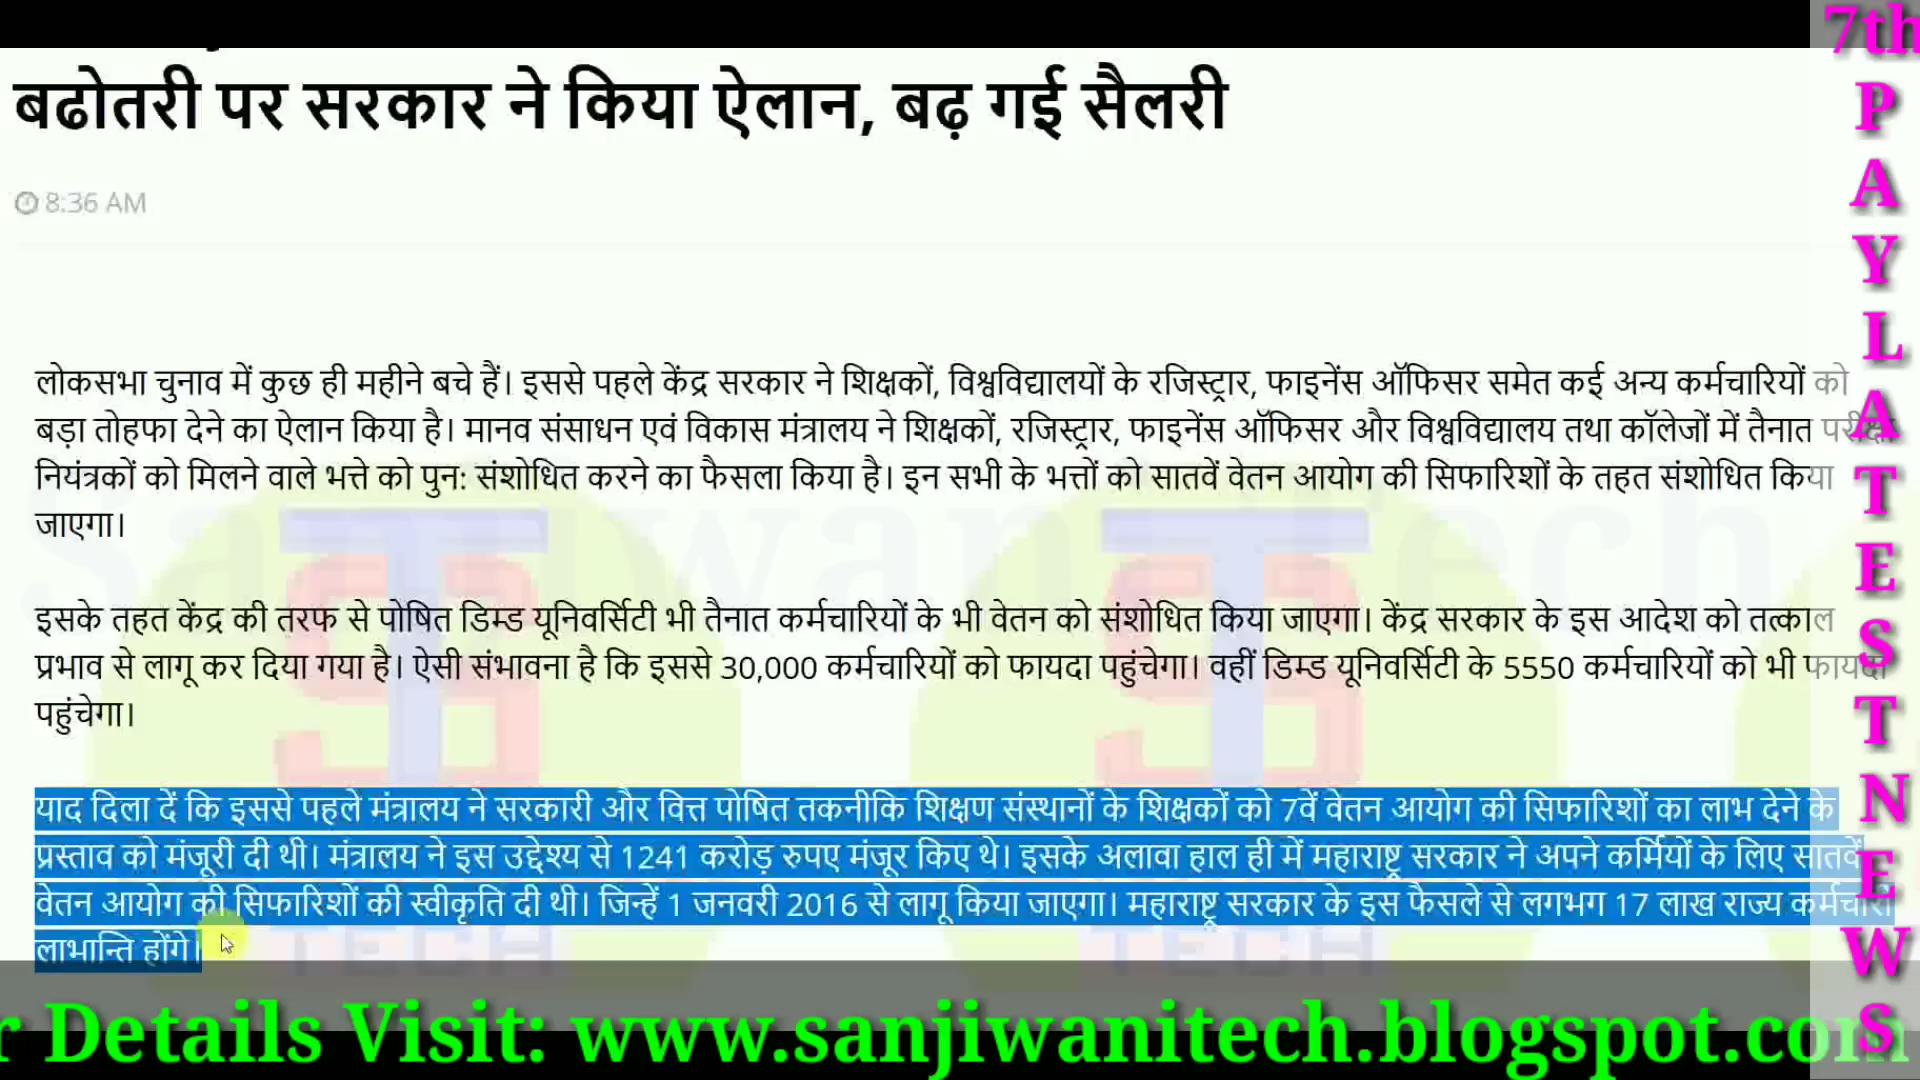 बढोतरी पर सरकार ने किया ऐलान, बढ़ गई सैलरी
8:36 AM
लोकसभा चुनाव में कुछ ही महीने बचे हैं। इससे पहले केंद्र सरकार ने शिक्षकों, विश्वविद्यालयों के रजिस्ट्रार, फाइनेंस ऑफिसर समेत कई अन्य कर्मचारियों को
बड़ा तोहफा देने का ऐलान किया है। मानव संसाधन एवं विकास मंत्रालय ने शिक्षकों, रजिस्ट्रार, फाइनेंस ऑफिसर और विश्वविद्यालय तथा कॉलेजों में तैनात परीक्षा
नियंत्रकों को मिलने वाले भत्ते को पुन: संशोधित करने का फैसला किया है। इन सभी के भत्तों को सातवें वेतन आयोग की सिफारिशों के तहत संशोधित किया
जाएगा।
इसके तहत केंद्र की तरफ से पोषित डिम्ड यूनिवर्सिटी भी तैनात कर्मचारियों के भी वेतन को संशोधित किया जाएगा। केंद्र सरकार के इस आदेश को तत्काल
प्रभाव से लागू कर दिया गया है। ऐसी संभावना है कि इससे 30,000 कर्मचारियों को फायदा पहुंचेगा। वहीं डिम्ड यूनिवर्सिटी के 5550 कर्मचारियों को भी फायदा
पहुंचेगा।
याद दिला दें कि इससे पहले मंत्रालय ने सरकारी और वित्त पोषित तकनीकि शिक्षण संस्थानों के शिक्षकों को 7वें वेतन आयोग की सिफारिशों का लाभ देने के
प्रस्ताव को मंजूरी दी थी। मंत्रालय ने इस उद्देश्य से 1241 करोड़ रुपए मंजूर किए थे। इसके अलावा हाल ही में महाराष्ट्र सरकार ने अपने कर्मियों के लिए सातवें
वेतन आयोग की सिफारिशों की स्वीकृति दी थी। जिन्हें 1 जनवरी 2016 से लागू किया जाएगा। महाराष्ट्र सरकार के इस फैसले से लगभग 17 लाख राज्य कर्मचारी
लाभान्ति होंगे।
Sanjiwani Tech
TECH
TECH
r Details Visit: www.sanjiwanitech.blogspot.com
7th
P
A
Y
L
A
T
E
S
T
N
E
W
S